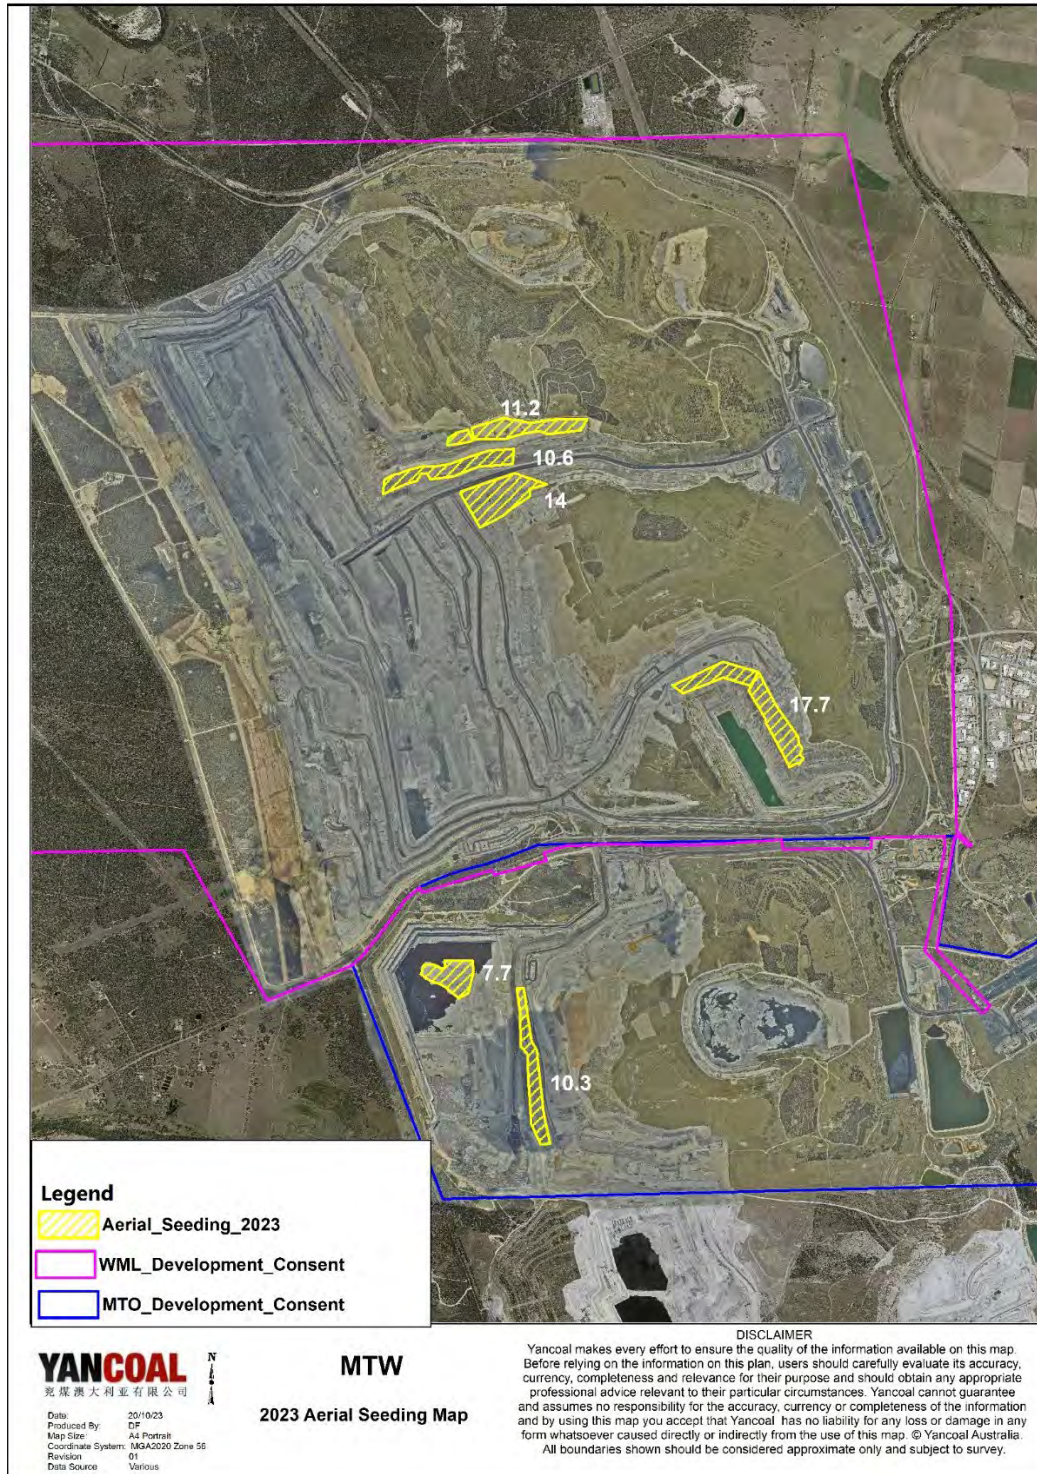 11.2
10.6
14
17.7
7.7
10.3
Legend
Aerial_Seeding_2023
WML_Development_Consent
MTO_Development_Consent
YANCOAL
兖煤澳大利亚有限公司
N
Date: 20/10/23
Produced By: DF
Map Size: A4 Portrait
Coordinate System: MGA2020 Zone 56
Revision 01
Data Source Various
MTW
2023 Aerial Seeding Map
DISCLAIMER
Yancoal makes every effort to ensure the quality of the information available on this map.
Before relying on the information on this plan, users should carefully evaluate its accuracy,
currency, completeness and relevance for their purpose and should obtain any appropriate
professional advice relevant to their particular circumstances. Yancoal cannot guarantee
and assumes no responsibility for the accuracy, currency or completeness of the information
and by using this map you accept that Yancoal has no liability for any loss or damage in any
form whatsoever caused directly or indirectly from the use of this map. © Yancoal Australia.
All boundaries shown should be considered approximate only and subject to survey.